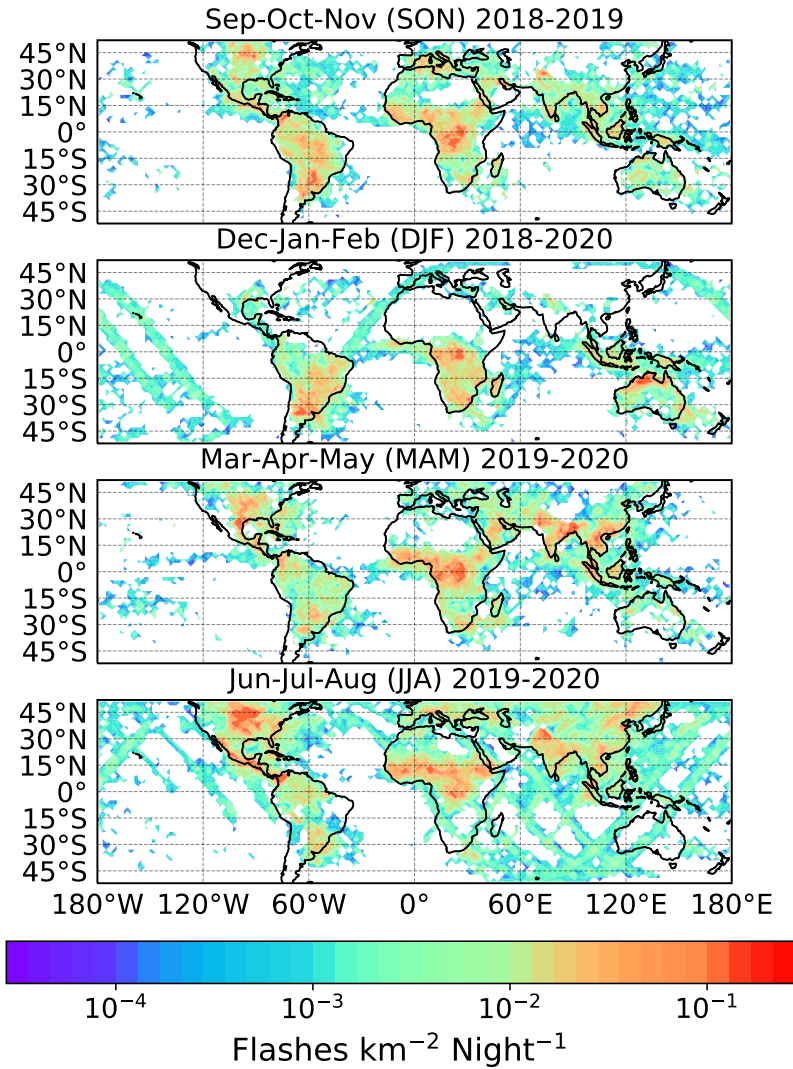 Sep-Oct-Nov (SON) 2018-2019
45°N
30°N
15°N
0°
15°S
30°S
45°S
Dec-Jan-Feb (DJF) 2018-2020
45°N
30°N
15°N
0°
15°S
30°S
45°S
Mar-Apr-May (MAM) 2019-2020
45°N
30°N
15°N
0°
15°S
30°S
45°S
Jun-Jul-Aug (JJA) 2019-2020
45°N
30°N
15°N
0°
15°S
30°S
45°S
180°W 120°W 60°W 0° 60°E 120°E 180°E
10⁻⁴ 10⁻³ 10⁻² 10⁻¹
Flashes km⁻² Night⁻¹